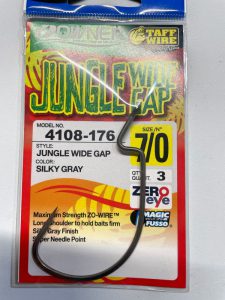 OWNER
TAFF
WIRE
JUNGLE WIDE
GAP
MODEL NO.
4108-176
STYLE:
JUNGLE WIDE GAP
COLOR:
SILKY GRAY
SIZE/Nº
7/0
QTY
QUANT. 3
ZERO
eye
MAGIC
FUSSO
Maximum Strength ZO-WIRE™
Long Shoulder to hold baits firm
Silky Gray Finish
Super Needle Point